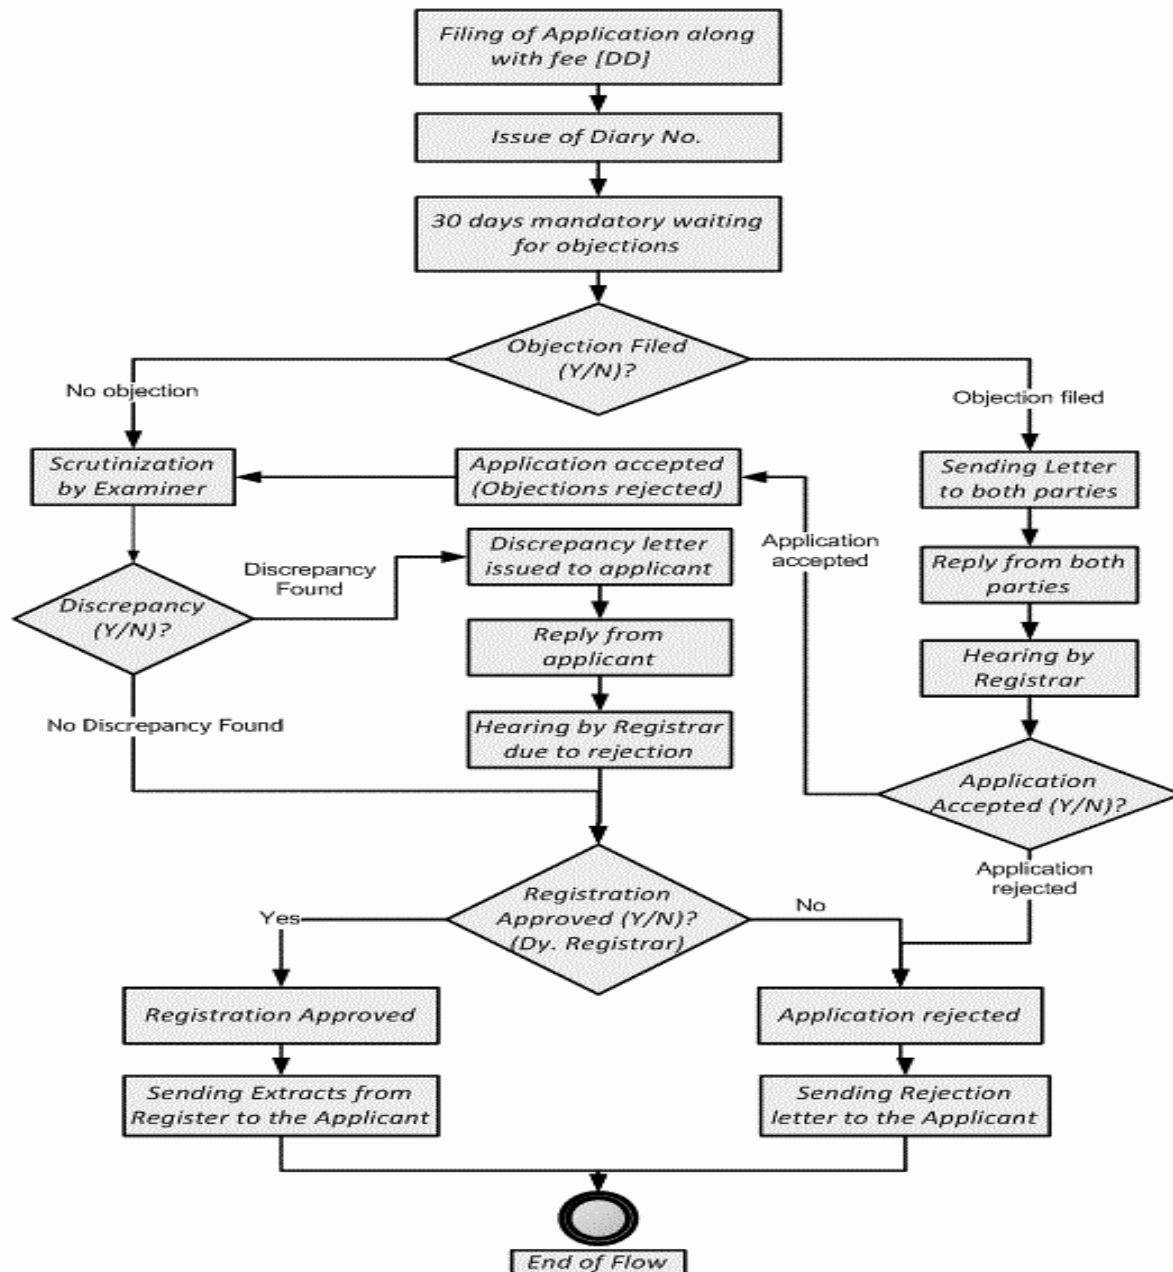 Filing of Application along
with fee [DD]
Issue of Diary No.
30 days mandatory waiting
for objections
Objection Filed
(Y/N)?
No objection
Objection filed
Scrutinization
by Examiner
Application accepted
(Objections rejected)
Sending Letter
to both parties
Discrepancy
Found
Discrepancy letter
issued to applicant
Application
accepted
Reply from both
parties
Discrepancy
(Y/N)?
Reply from
applicant
Hearing by
Registrar
No Discrepancy Found
Hearing by Registrar
due to rejection
Application
Accepted (Y/N)?
Application
rejected
Registration
Approved (Y/N)?
(Dy. Registrar)
Yes
No
Registration Approved
Application rejected
Sending Extracts from
Register to the Applicant
Sending Rejection
letter to the Applicant
End of Flow